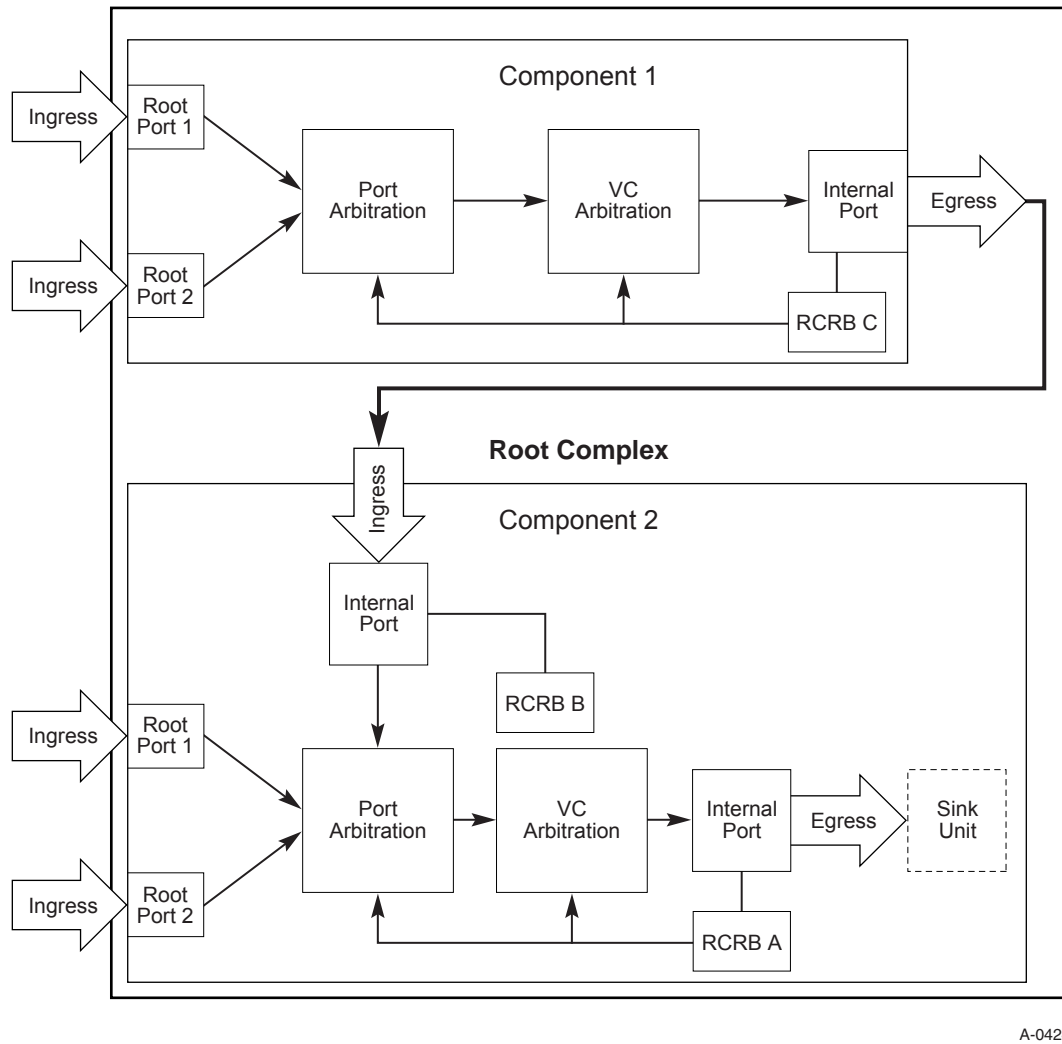 Component 1
Ingress
Root
Port 1
Port
Arbitration
VC
Arbitration
Internal
Port
Egress
Ingress
Root
Port 2
RCRB C
Root Complex
Ingress
Component 2
Internal
Port
RCRB B
Ingress
Root
Port 1
Port
Arbitration
VC
Arbitration
Internal
Port
Egress
Sink
Unit
Ingress
Root
Port 2
RCRB A